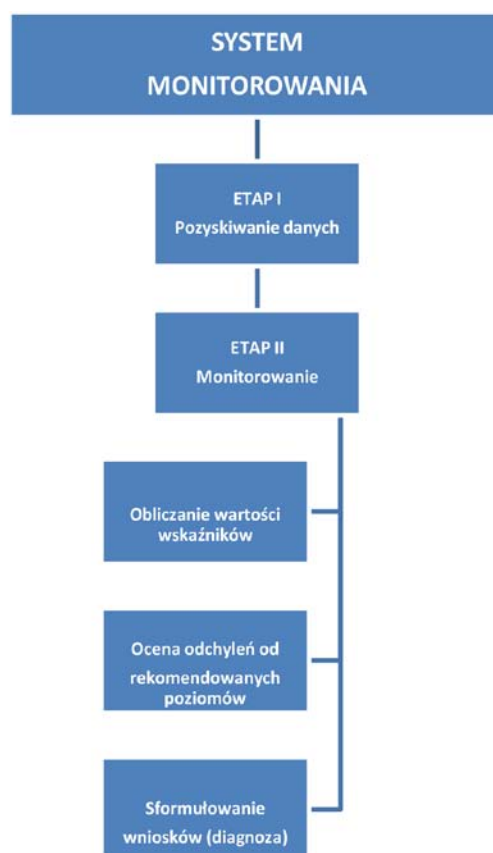 SYSTEM
MONITOROWANIA
ETAP I
Pozyskiwanie danych
ETAP II
Monitorowanie
Obliczanie wartości
wskaźników
Ocena odchyleń od
rekomendowanych
poziomów
Sformułowanie
wniosków (diagnoza)